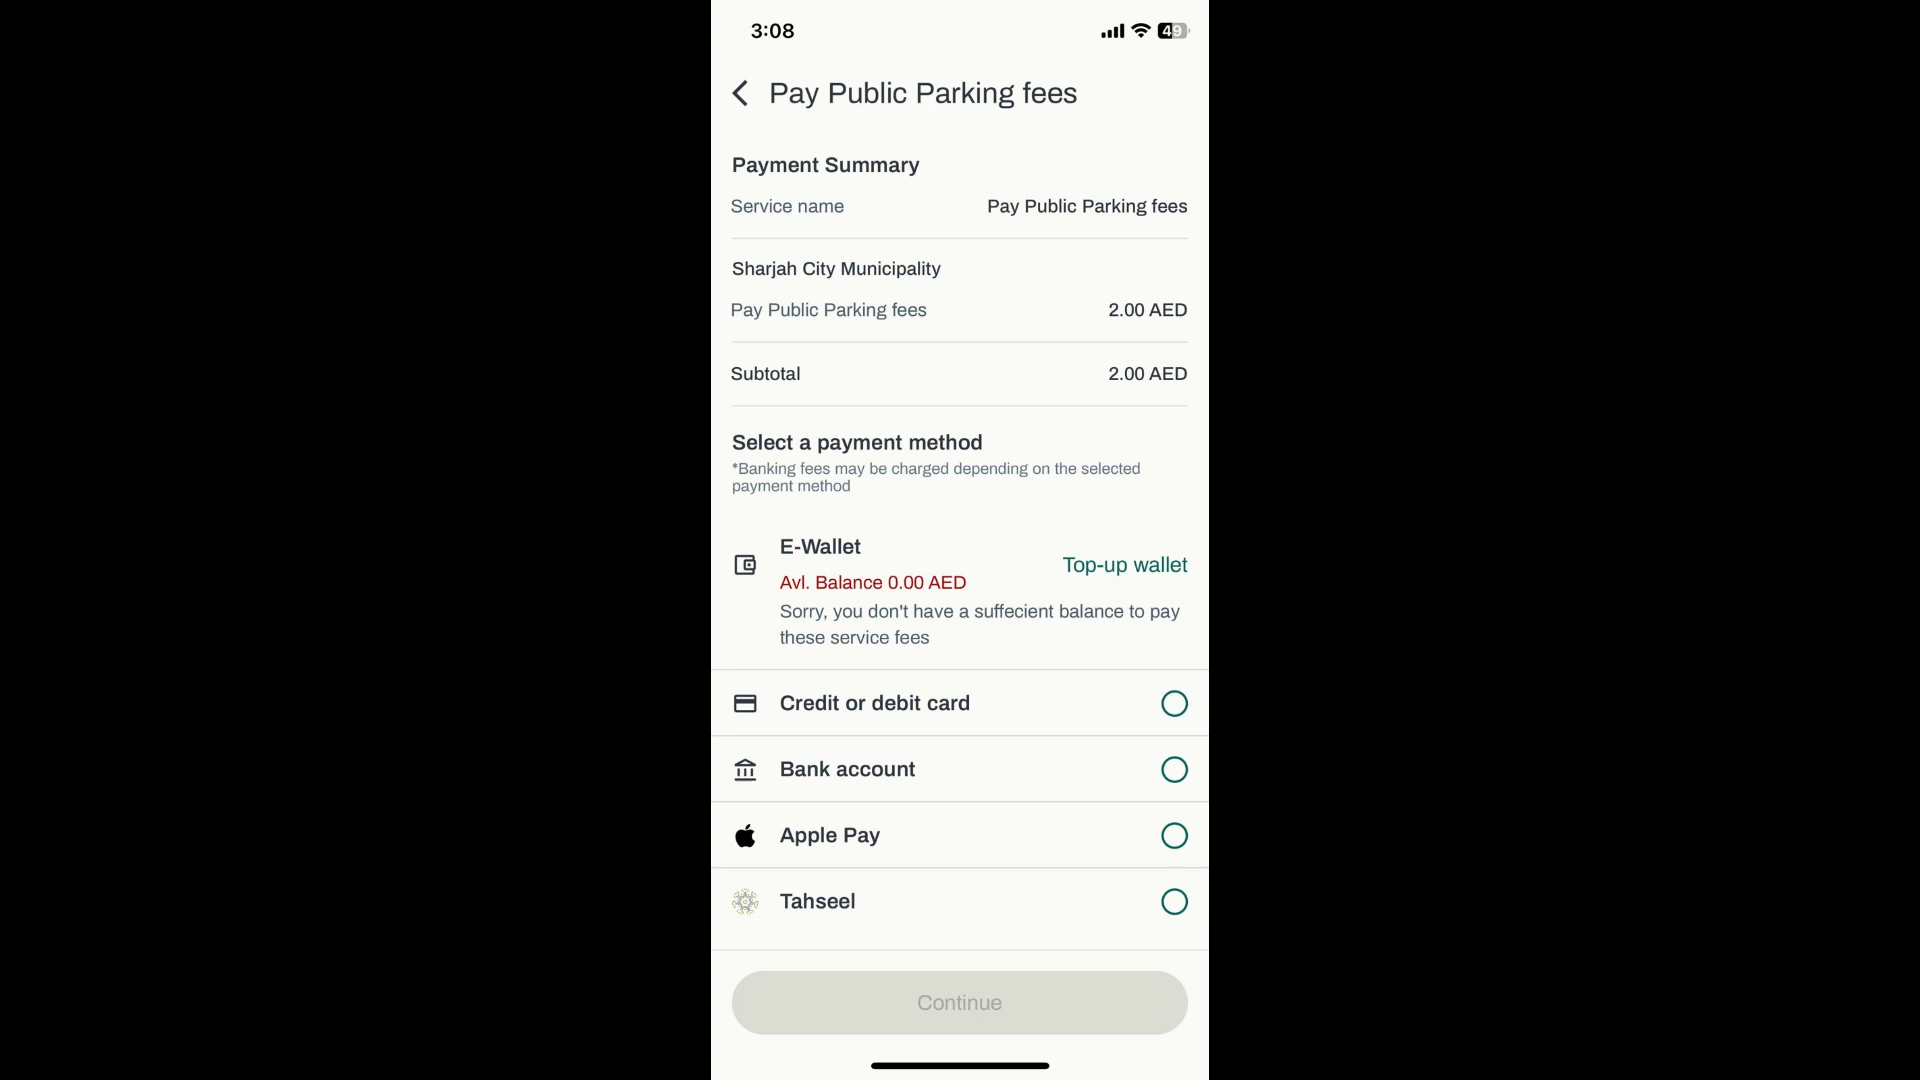 3:08
49
Pay Public Parking fees
Payment Summary
Service name Pay Public Parking fees
Sharjah City Municipality
Pay Public Parking fees 2.00 AED
Subtotal 2.00 AED
Select a payment method
*Banking fees may be charged depending on the selected
payment method
E-Wallet
Top-up wallet
Avl. Balance 0.00 AED
Sorry, you don't have a suffecient balance to pay
these service fees
Credit or debit card
Bank account
Apple Pay
Tahseel
Continue